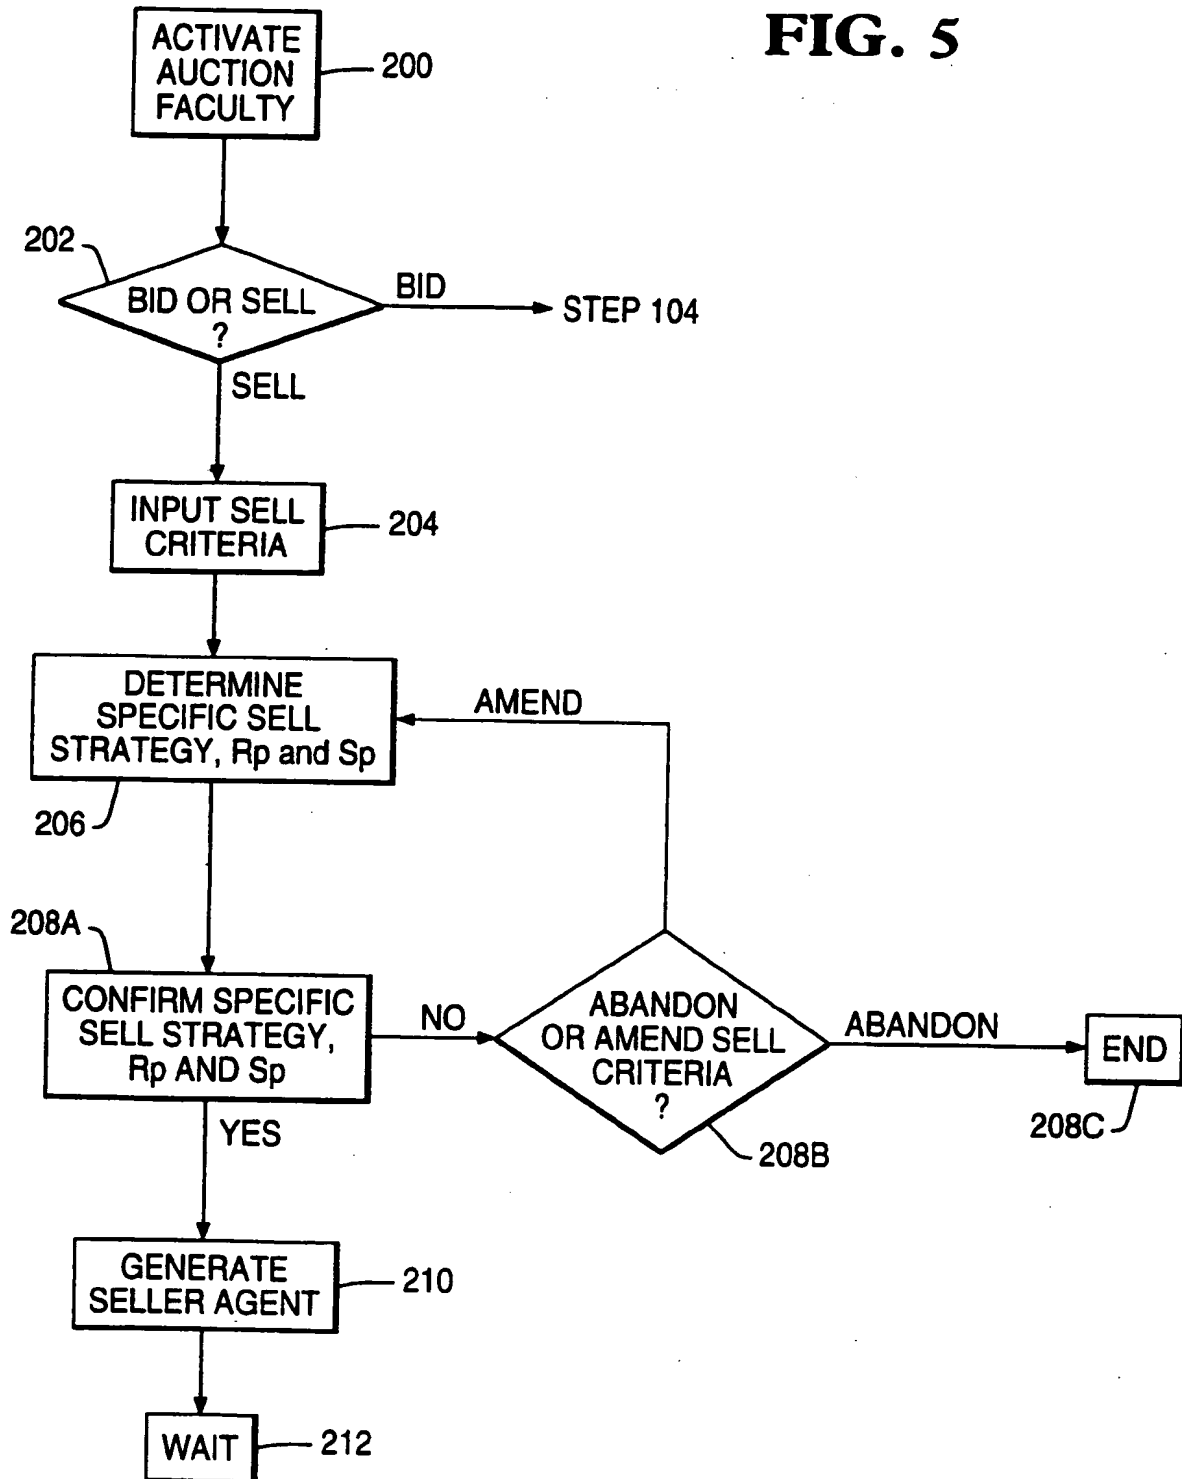 FIG. 5
ACTIVATE
AUCTION
FACULTY
200
202
BID OR SELL
?
BID
STEP 104
SELL
INPUT SELL
CRITERIA
204
DETERMINE
SPECIFIC SELL
STRATEGY, Rp and Sp
206
AMEND
208A
CONFIRM SPECIFIC
SELL STRATEGY,
Rp AND Sp
NO
ABANDON
OR AMEND SELL
CRITERIA
?
208B
ABANDON
END
208C
YES
GENERATE
SELLER AGENT
210
WAIT
212